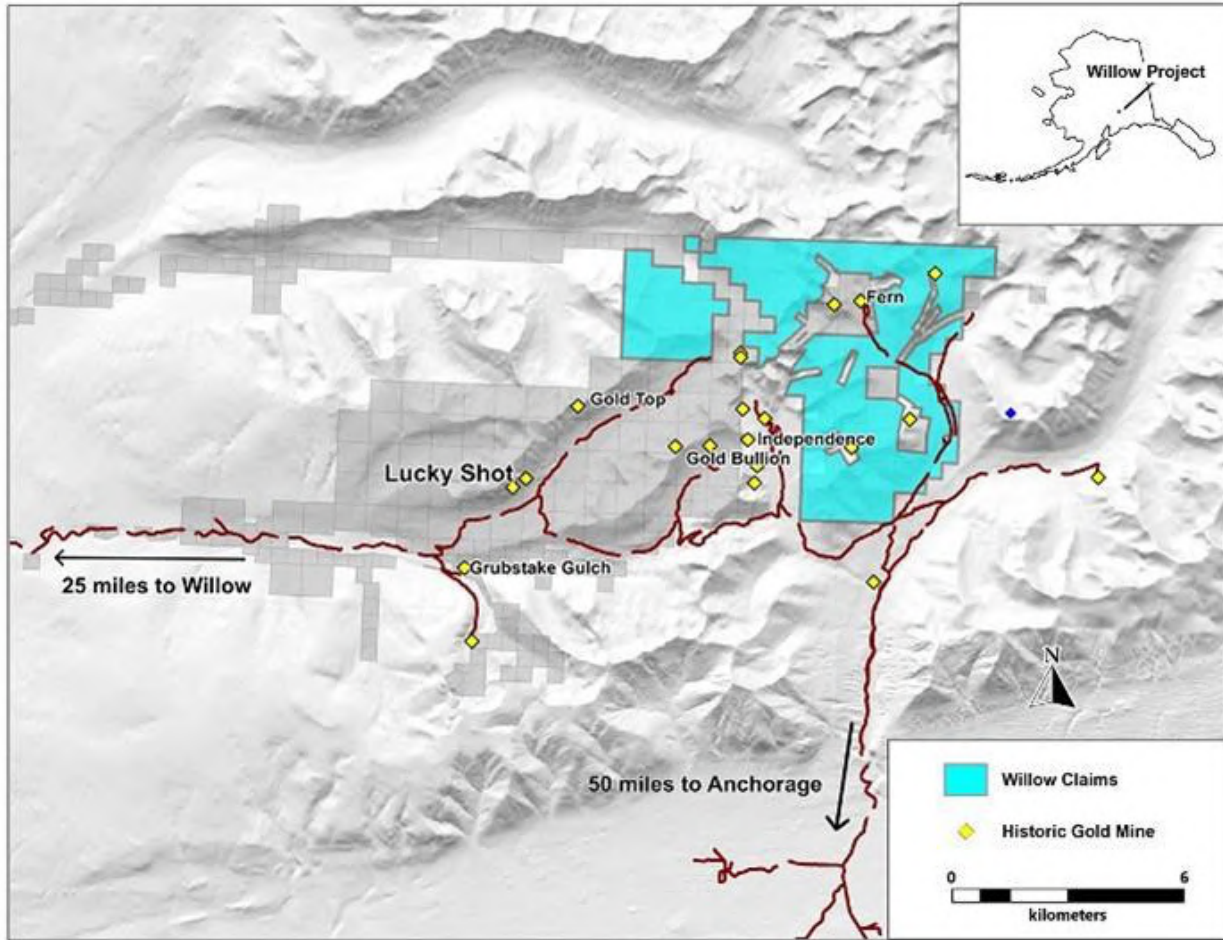 Willow Project
Fern
Gold Top
Independence
Gold Bullion
Lucky Shot
Grubstake Gulch
25 miles to Willow
N
50 miles to Anchorage
Willow Claims
Historic Gold Mine
0 6
kilometers